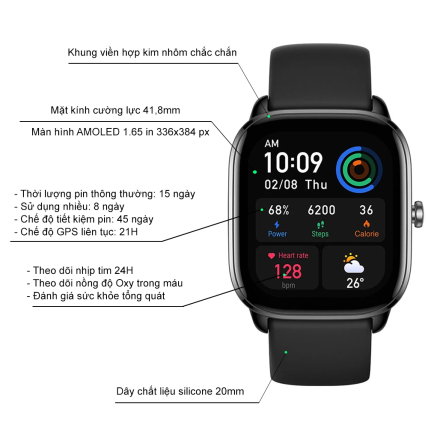 Khung viền hợp kim nhôm chắc chắn
Mặt kính cường lực 41,8mm
Màn hình AMOLED 1.65 in 336x384 px
- Thời lượng pin thông thường: 15 ngày
- Sử dụng nhiều: 8 ngày
- Chế độ tiết kiệm pin: 45 ngày
- Chế độ GPS liên tục: 21H
- Theo dõi nhịp tim 24H
- Theo dõi nồng độ Oxy trong máu
- Đánh giá sức khỏe tổng quát
Dây chất liệu silicone 20mm
AM
10:09
02/08 Thu
68% 6200 36
Power Steps Calorie
Heart rate
128
bpm
26°